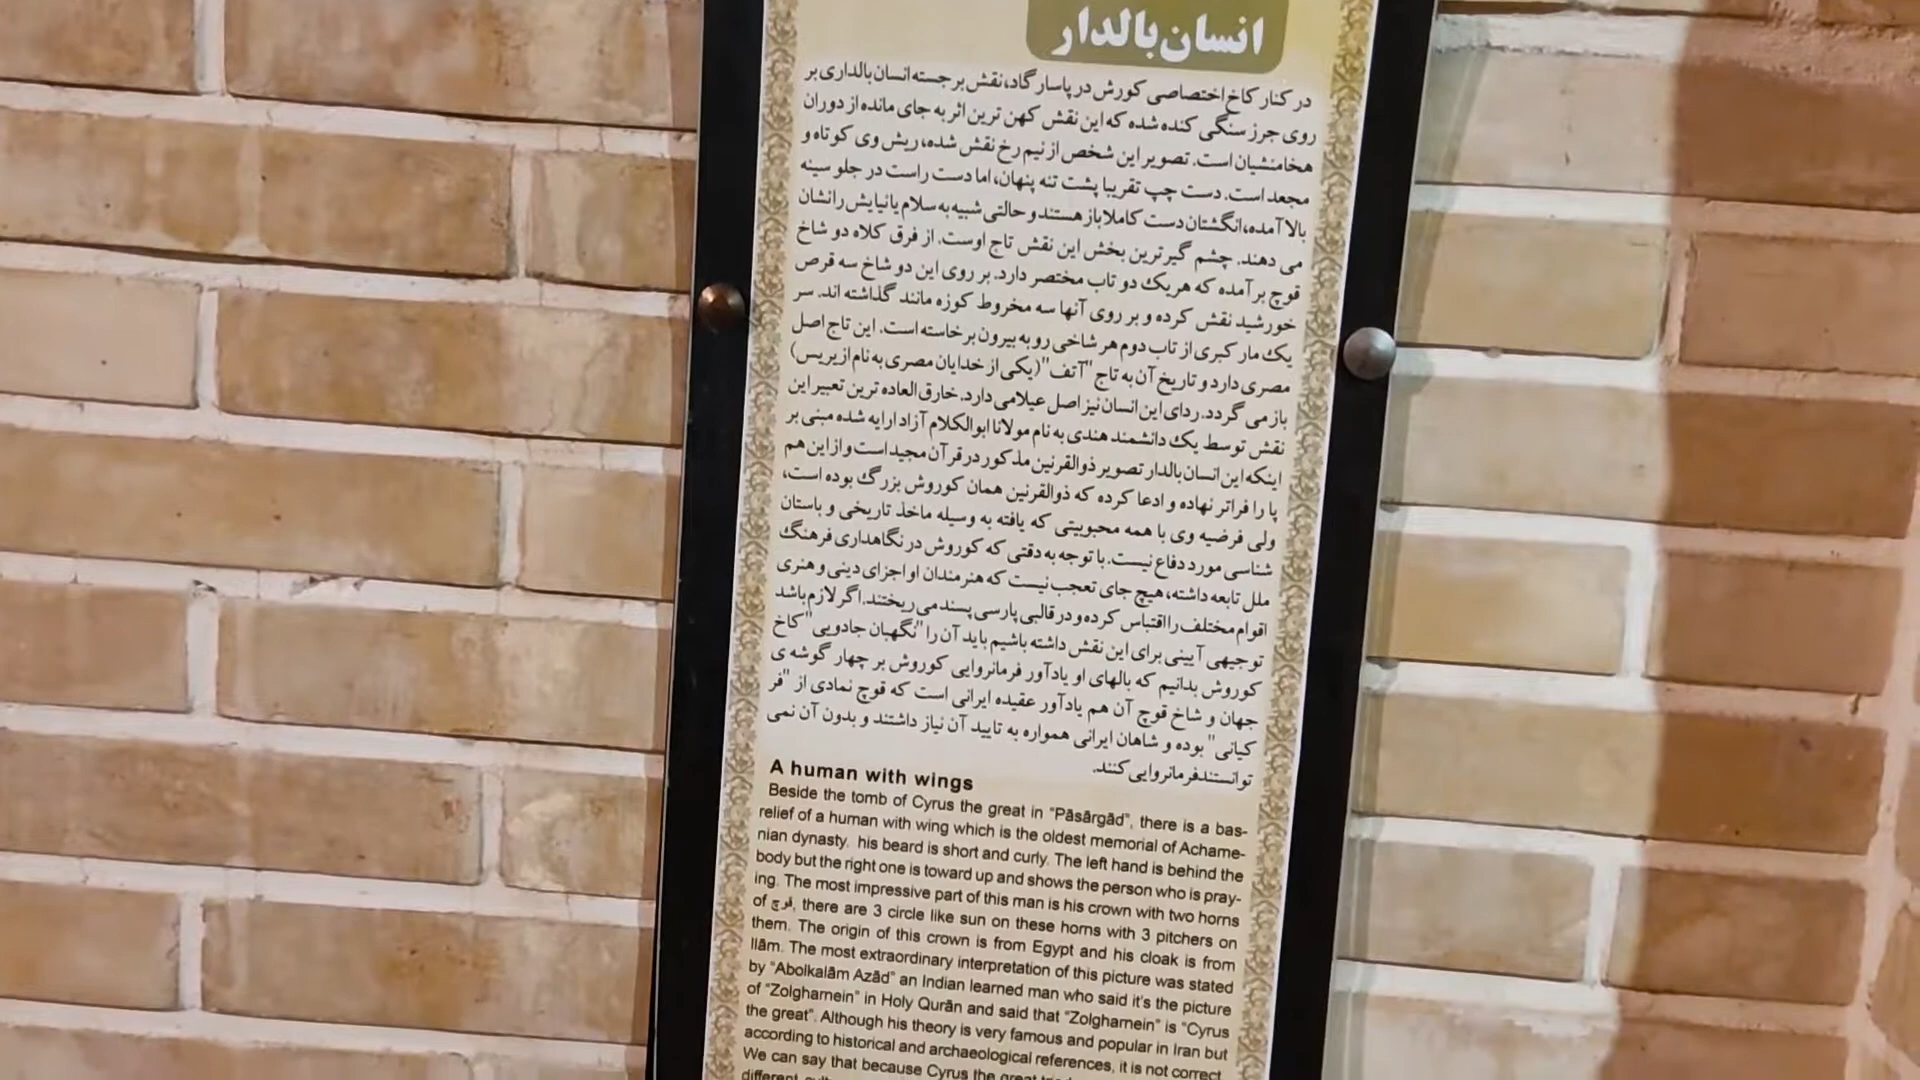 انسان بالدار
در کنار کاخ اختصاصی کورش در پاسارگاد، نقش برجسته انسان بالداری بر
روی جرز سنگی کنده شده که این نقش کهن ترین اثر به جای مانده از دوران
هخامنشیان است. تصویر این شخص از نیم رخ نقش شده، ریش وی کوتاه و
مجعد است. دست چپ تقریبا پشت تنه پنهان، اما دست راست در جلو سینه
بالا آمده، انگشتان دست کاملا باز هستند و حالتی شبیه به سلام یا نیایش را نشان
می دهند. چشم گیرترین بخش این نقش تاج اوست. از فرق کلاه دو شاخ
قوچ برآمده که هریک دو تاب مختصر دارد. بر روی این دو شاخ سه قرص
خورشید نقش کرده و بر روی آنها سه مخروط کوزه مانند گذاشته اند. سر
یک مار کبری از تاب دوم هر شاخی رو به بیرون برخاسته است. این تاج اصل
مصری دارد و تاریخ آن به تاج "آتف" (یکی از خدایان مصری به نام ازیریس)
باز می گردد. ردای این انسان نیز اصل عیلامی دارد. خارق العاده ترین تعبیر این
نقش توسط یک دانشمند هندی به نام مولانا ابوالکلام آزاد ارایه شده مبنی بر
اینکه این انسان بالدار تصویر ذوالقرنین مذکور در قرآن مجید است و از این هم
پا را فراتر نهاده و ادعا کرده که ذوالقرنین همان کوروش بزرگ بوده است،
ولی فرضیه وی با همه محبوبیتی که یافته به وسیله ماخذ تاریخی و باستان
شناسی مورد دفاع نیست. با توجه به دقتی که کوروش در نگاهداری فرهنگ
ملل تابعه داشته، هیچ جای تعجب نیست که هنرمندان او اجزای دینی و هنری
اقوام مختلف را اقتباس کرده و در قالبی پارسی پسند می ریختند. اگر لازم باشد
توجیهی آیینی برای این نقش داشته باشیم باید آن را "نگهبان جادویی" کاخ
کوروش بدانیم که بالهای او یادآور فرمانروایی کوروش بر چهار گوشه ی
جهان و شاخ قوچ آن هم یادآور عقیده ایرانی است که قوچ نمادی از "فر
کیانی" بوده و شاهان ایرانی همواره به تایید آن نیاز داشتند و بدون آن نمی
توانستند فرمانروایی کنند.
A human with wings
Beside the tomb of Cyrus the great in "Pāsārgād", there is a bas-
relief of a human with wing which is the oldest memorial of Achame-
nian dynasty. his beard is short and curly. The left hand is behind the
body but the right one is toward up and shows the person who is pray-
ing. The most impressive part of this man is his crown with two horns
of قوچ, there are 3 circle like sun on these horns with 3 pitchers on
them. The origin of this crown is from Egypt and his cloak is from
Ilām. The most extraordinary interpretation of this picture was stated
by "Abolkalām Azād" an Indian learned man who said it's the picture
of "Zolgharnein" in Holy Qurān and said that "Zolgharnein" is "Cyrus
the great". Although his theory is very famous and popular in Iran but
according to historical and archaeological references, it is not correct.
We can say that because Cyrus the great
different